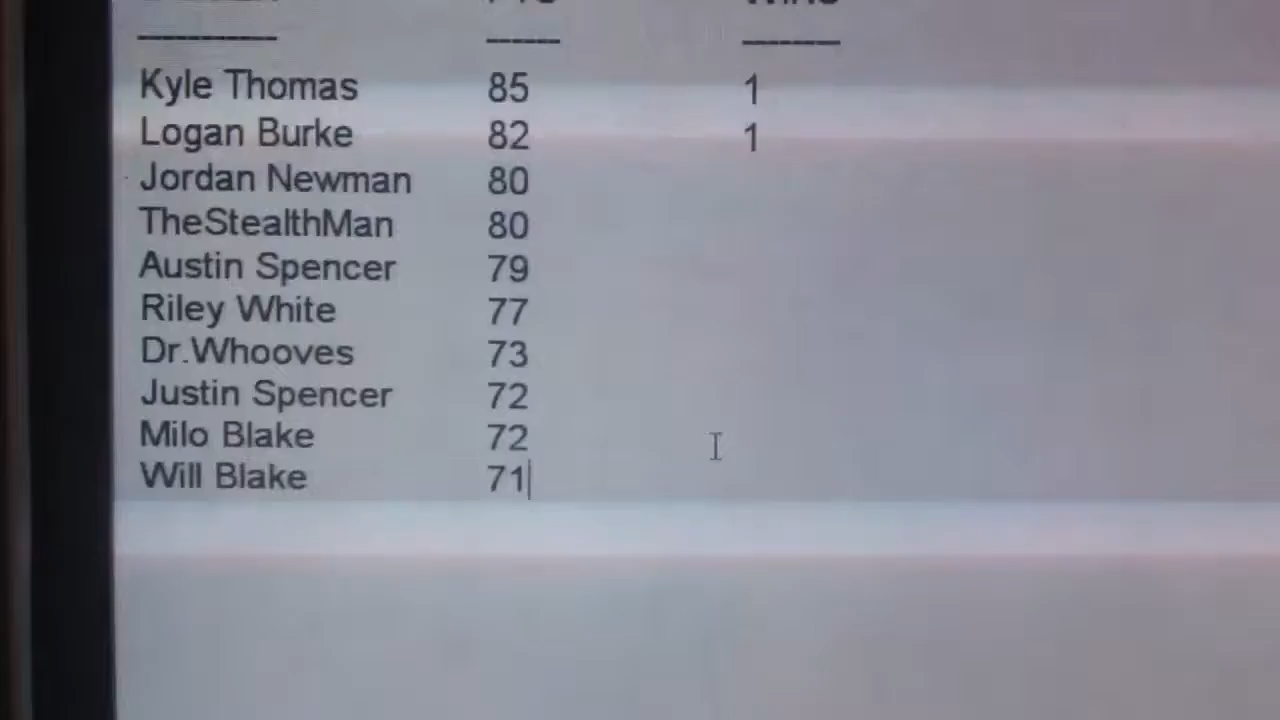 Kyle Thomas 85 1
Logan Burke 82 1
Jordan Newman 80
TheStealthMan 80
Austin Spencer 79
Riley White 77
Dr.Whooves 73
Justin Spencer 72
Milo Blake 72
Will Blake 71